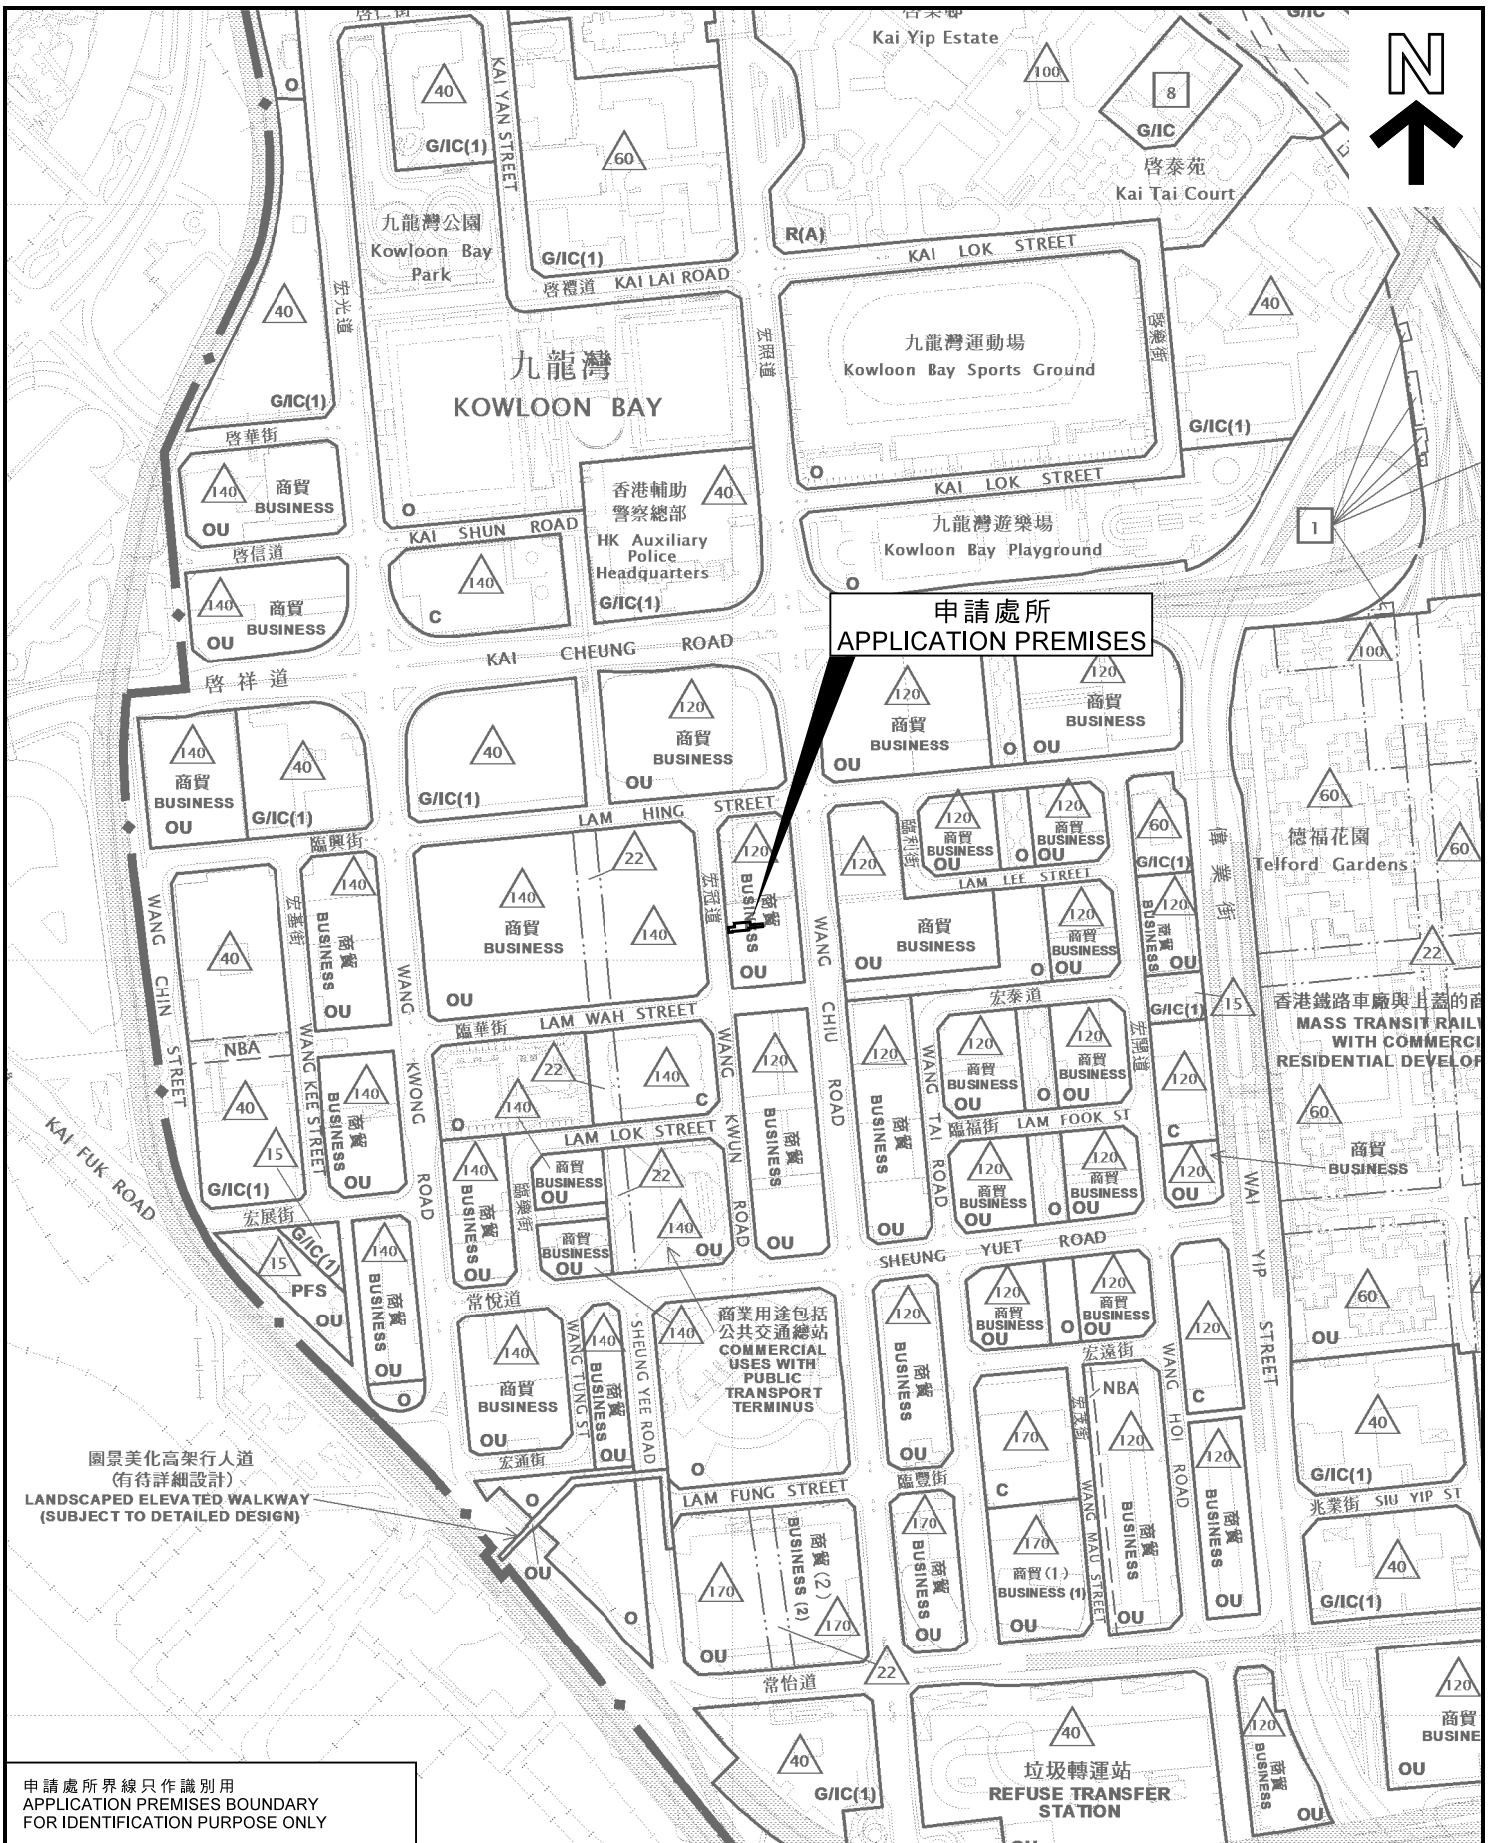 啓仁街
G/IC
Kai Yip Estate
N
O
40
G/IC(1)
KAI YAN STREET
60
G/IC(1)
100
8
G/IC
啓泰苑
Kai Tai Court
九龍灣公園
Kowloon Bay
Park
R(A)
KAI LOK STREET
啓禮道 KAI LAI ROAD
40
G/IC(1)
宏光道
宏照道
啓樂街
40
G/IC(1)
九龍灣運動場
Kowloon Bay Sports Ground
O
九龍灣
KOWLOON BAY
O
啓華街
140
商貿
BUSINESS
OU
香港輔助
警察總部
HK Auxiliary
Police
Headquarters
40
G/IC(1)
KAI LOK STREET
九龍灣遊樂場
Kowloon Bay Playground
O
1
KAI SHUN ROAD
啓信道
140
C
140
商貿
BUSINESS
OU
申請處所
APPLICATION PREMISES
KAI CHEUNG ROAD
啓祥道
100
120
商貿
BUSINESS
OU
120
商貿
BUSINESS
O
OU
120
商貿
BUSINESS
OU
40
G/IC(1)
140
商貿
BUSINESS
OU
40
G/IC(1)
LAM HING STREET
臨興街
60
德福花園
Telford Gardens
60
偉業街
120
商貿
BUSINESS
OU
臨利街
120
商貿
BUSINESS
OU
O
120
商貿
BUSINESS
OU
60
G/IC(1)
LAM LEE STREET
120
商貿
BUSINESS
OU
120
商貿
BUSINESS
O
OU
120
商貿
BUSINESS
OU
宏冠道
22
140
商貿
BUSINESS
140
OU
宏基街
140
商貿
BUSINESS
OU
40
WANG CHIN STREET
WANG KWONG ROAD
WANG CHIU ROAD
宏泰道
臨華街 LAM WAH STREET
G/IC(1)
15
22
香港鐵路車廠與上蓋的商
MASS TRANSIT RAILW
WITH COMMERCI
RESIDENTIAL DEVELOP
60
NBA
40
15
G/IC(1)
WANG KEE STREET
140
商貿
BUSINESS
OU
22
140
C
140
O
LAM LOK STREET
WANG KWUN ROAD
120
商貿
BUSINESS
OU
120
商貿
BUSINESS
OU
WANG TAI ROAD
120
商貿
BUSINESS
OU
O
120
商貿
BUSINESS
OU
宏開道
120
C
臨福街 LAM FOOK ST
120
商貿
BUSINESS
OU
O
120
商貿
BUSINESS
OU
120
OU
商貿
BUSINESS
KAI FUK ROAD
宏展街
140
商貿
BUSINESS
OU
臨樂街
商貿
BUSINESS
OU
22
商貿
BUSINESS
OU
140
OU
SHEUNG YUET ROAD
WAI YIP STREET
G/IC(1)
15
PFS
OU
140
商貿
BUSINESS
OU
O
常悅道
140
商貿
BUSINESS
OU
WANG TUNG ST
140
商貿
BUSINESS
OU
SHEUNG YEE ROAD
140
商業用途包括
公共交通總站
COMMERCIAL
USES WITH
PUBLIC
TRANSPORT
TERMINUS
O
120
商貿
BUSINESS
OU
120
商貿
BUSINESS
OU
O
120
商貿
BUSINESS
OU
120
C
60
OU
宏遠街
NBA
宏茂街
170
C
120
商貿
BUSINESS
OU
WANG HOI ROAD
120
商貿
BUSINESS
OU
40
G/IC(1)
園景美化高架行人道
(有待詳細設計)
LANDSCAPED ELEVATED WALKWAY
(SUBJECT TO DETAILED DESIGN)
宏通街
O
OU
O
LAM FUNG STREET
臨豐街
170
商貿(2)
BUSINESS (2)
170
OU
170
商貿
BUSINESS
OU
170
商貿(1)
BUSINESS (1)
OU
WANG MAU STREET
兆業街 SIU YIP ST
40
G/IC(1)
22
常怡道
40
G/IC(1)
40
垃圾轉運站
REFUSE TRANSFER
STATION
120
商貿
BUSINESS
OU
120
商貿
BUSINE
OU
申請處所界線只作識別用
APPLICATION PREMISES BOUNDARY
FOR IDENTIFICATION PURPOSE ONLY